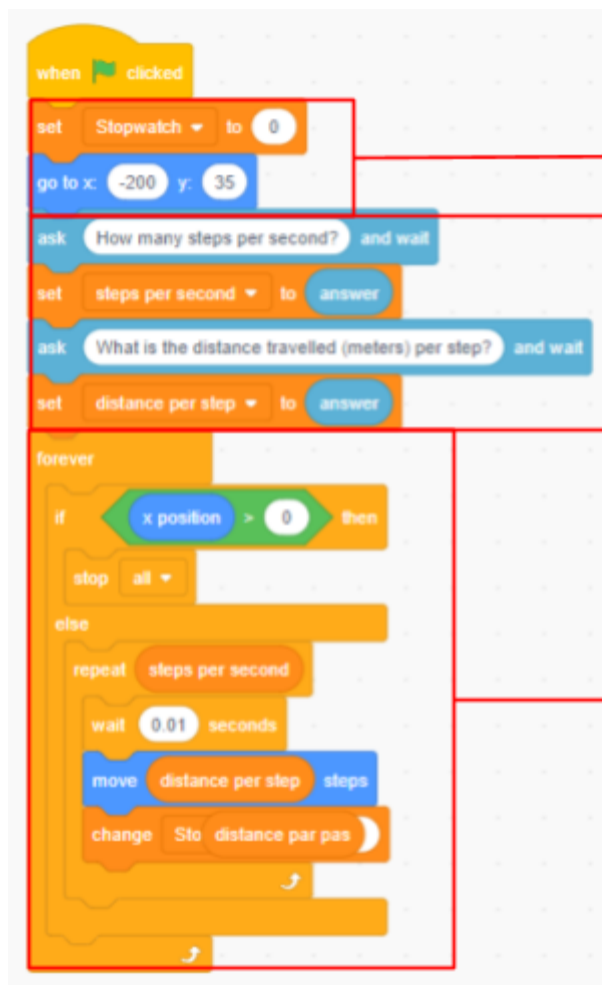 when clicked
set Stopwatch to 0
go to x: -200 y: 35
ask How many steps per second? and wait
set steps per second to answer
ask What is the distance travelled (meters) per step? and wait
set distance per step to answer
forever
if x position > 0 then
stop all
else
repeat steps per second
wait 0.01 seconds
move distance per step steps
change Sto distance par pas